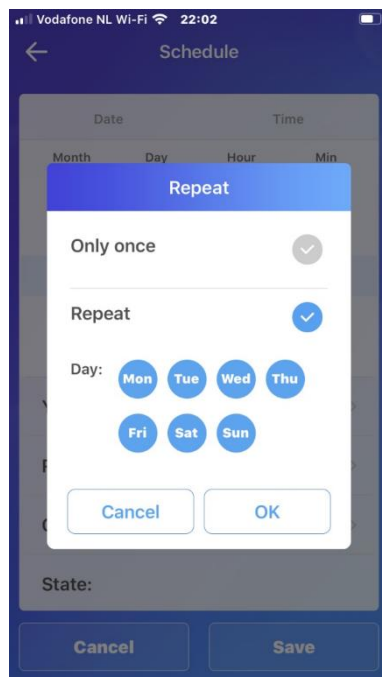 Vodafone NL Wi-Fi 22:02
Schedule
Date Time
Month Day Hour Min
Repeat
Only once
Repeat
Day: Mon Tue Wed Thu
Fri Sat Sun
Cancel OK
State:
Cancel Save